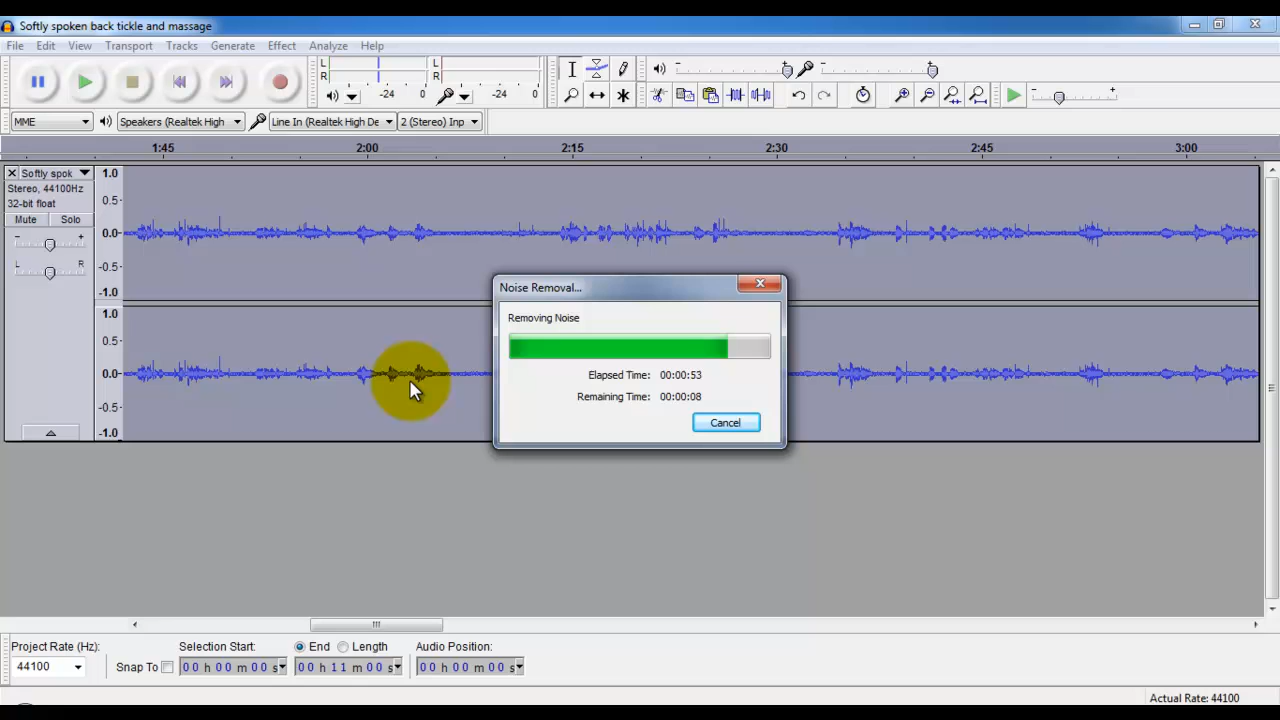 Softly spoken back tickle and massage
File Edit View Transport Tracks Generate Effect Analyze Help
L
R
-24 0
L
R
-24 0
MME
Speakers (Realtek High
Line In (Realtek High De
2 (Stereo) Inp
1:45 2:00 2:15 2:30 2:45 3:00
Softly spok
Stereo, 44100Hz
32-bit float
Mute Solo
- +
L R
1.0
0.5-
0.0-
-0.5-
-1.0
1.0
0.5-
0.0-
-0.5-
-1.0
Noise Removal...
Removing Noise
Elapsed Time: 00:00:53
Remaining Time: 00:00:08
Cancel
Project Rate (Hz):
44100
Snap To
Selection Start:
00 h 00 m 00 s
End Length
00 h 11 m 00 s
Audio Position:
00 h 00 m 00 s
Actual Rate: 44100